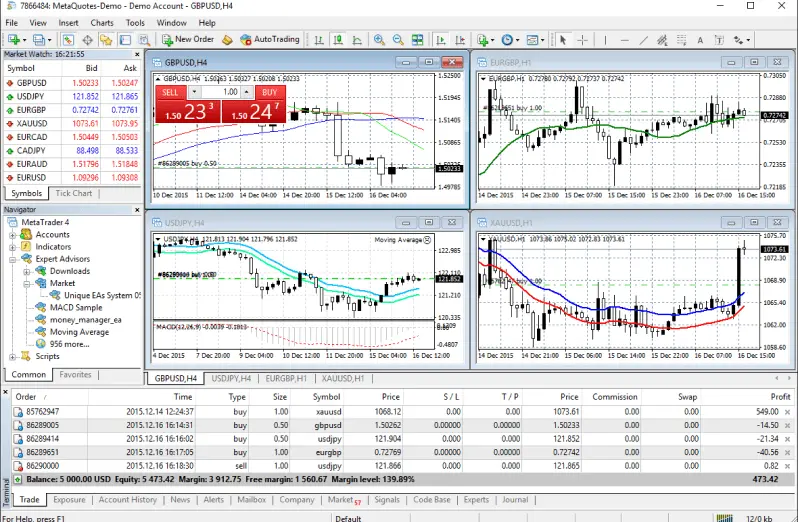 7866484: MetaQuotes-Demo - Demo Account - GBPUSD,H4
File View Insert Charts Tools Window Help
New Order AutoTrading
Market Watch: 16:21:55
Symbol Bid Ask
GBPUSD 1.50233 1.50247
USDJPY 121.852 121.865
EURGBP 0.72742 0.72761
XAUUSD 1073.61 1073.95
EURCAD 1.50449 1.50503
CADJPY 88.498 88.533
EURAUD 1.51796 1.51848
EURUSD 1.09296 1.09308
Symbols Tick Chart
Navigator
MetaTrader 4
Accounts
Indicators
Expert Advisors
Downloads
Market
Unique EAs System 05
MACD Sample
money_manager_ea
Moving Average
956 more...
Scripts
Common Favorites
GBPUSD,H4
GBPUSD,H4 1.50263 1.50327 1.50208 1.50233
SELL 1.00 BUY
1.50 23 3 1.50 24 7
#86289005 buy 0.50
1.52500
1.51945
1.51405
1.50865
1.50233
1.49785
10 Dec 2015 11 Dec 12:00 14 Dec 04:00 14 Dec 20:00 15 Dec 12:00 16 Dec 04:00
EURGBP,H1
EURGBP,H1 0.72780 0.72792 0.72737 0.72742
buy 1.00
0.73050
0.72742
0.72705
0.72530
0.72355
0.72185
14 Dec 2015 14 Dec 23:00 15 Dec 07:00 15 Dec 15:00 15 Dec 23:00 16 Dec 07:00 16 Dec 15:00
USDJPY,H4
USDJPY,H4 121.813 121.904 121.796 121.852
Moving Average
122.985
122.110
121.852
121.210
120.335
MACD(12,26,9) -0.0039 -0.1813
-0.4807
4 Dec 2015 7 Dec 20:00 9 Dec 04:00 10 Dec 12:00 11 Dec 20:00 15 Dec 04:00 16 Dec 12:00
XAUUSD,H1
XAUUSD,H1 1073.86 1075.02 1072.83 1073.61
buy 1.00
1075.70
1073.61
1068.90
1065.40
1062.00
1058.60
14 Dec 2015 14 Dec 22:00 15 Dec 07:00 15 Dec 15:00 16 Dec 00:00 16 Dec 08:00 16 Dec 15:00
GBPUSD,H4 USDJPY,H4 EURGBP,H1 XAUUSD,H1
Order Time Type Size Symbol Price S / L T / P Price Commission Swap Profit
85762947 2015.12.14 12:24:37 buy 1.00 xauusd 1068.12 0.00 0.00 1073.61 0.00 0.00 549.00
86289005 2015.12.16 16:14:31 buy 0.50 gbpusd 1.50262 0.00000 0.00000 1.50233 0.00 0.00 -14.50
86289414 2015.12.16 16:16:02 buy 0.50 usdjpy 121.904 0.000 0.000 121.852 0.00 0.00 -21.34
86289651 2015.12.16 16:17:05 buy 1.00 eurgbp 0.72769 0.00000 0.00000 0.72742 0.00 0.00 -40.56
86290000 2015.12.16 16:18:30 sell 1.00 usdjpy 121.866 0.000 0.000 121.865 0.00 0.00 0.82
Balance: 5 000.00 USD Equity: 5 473.42 Margin: 3 912.75 Free margin: 1 560.67 Margin level: 139.89% 473.42
Terminal
Trade Exposure Account History News Alerts Mailbox Company Market 57 Signals Code Base Experts Journal
For Help, press F1 Default 12/0 kb